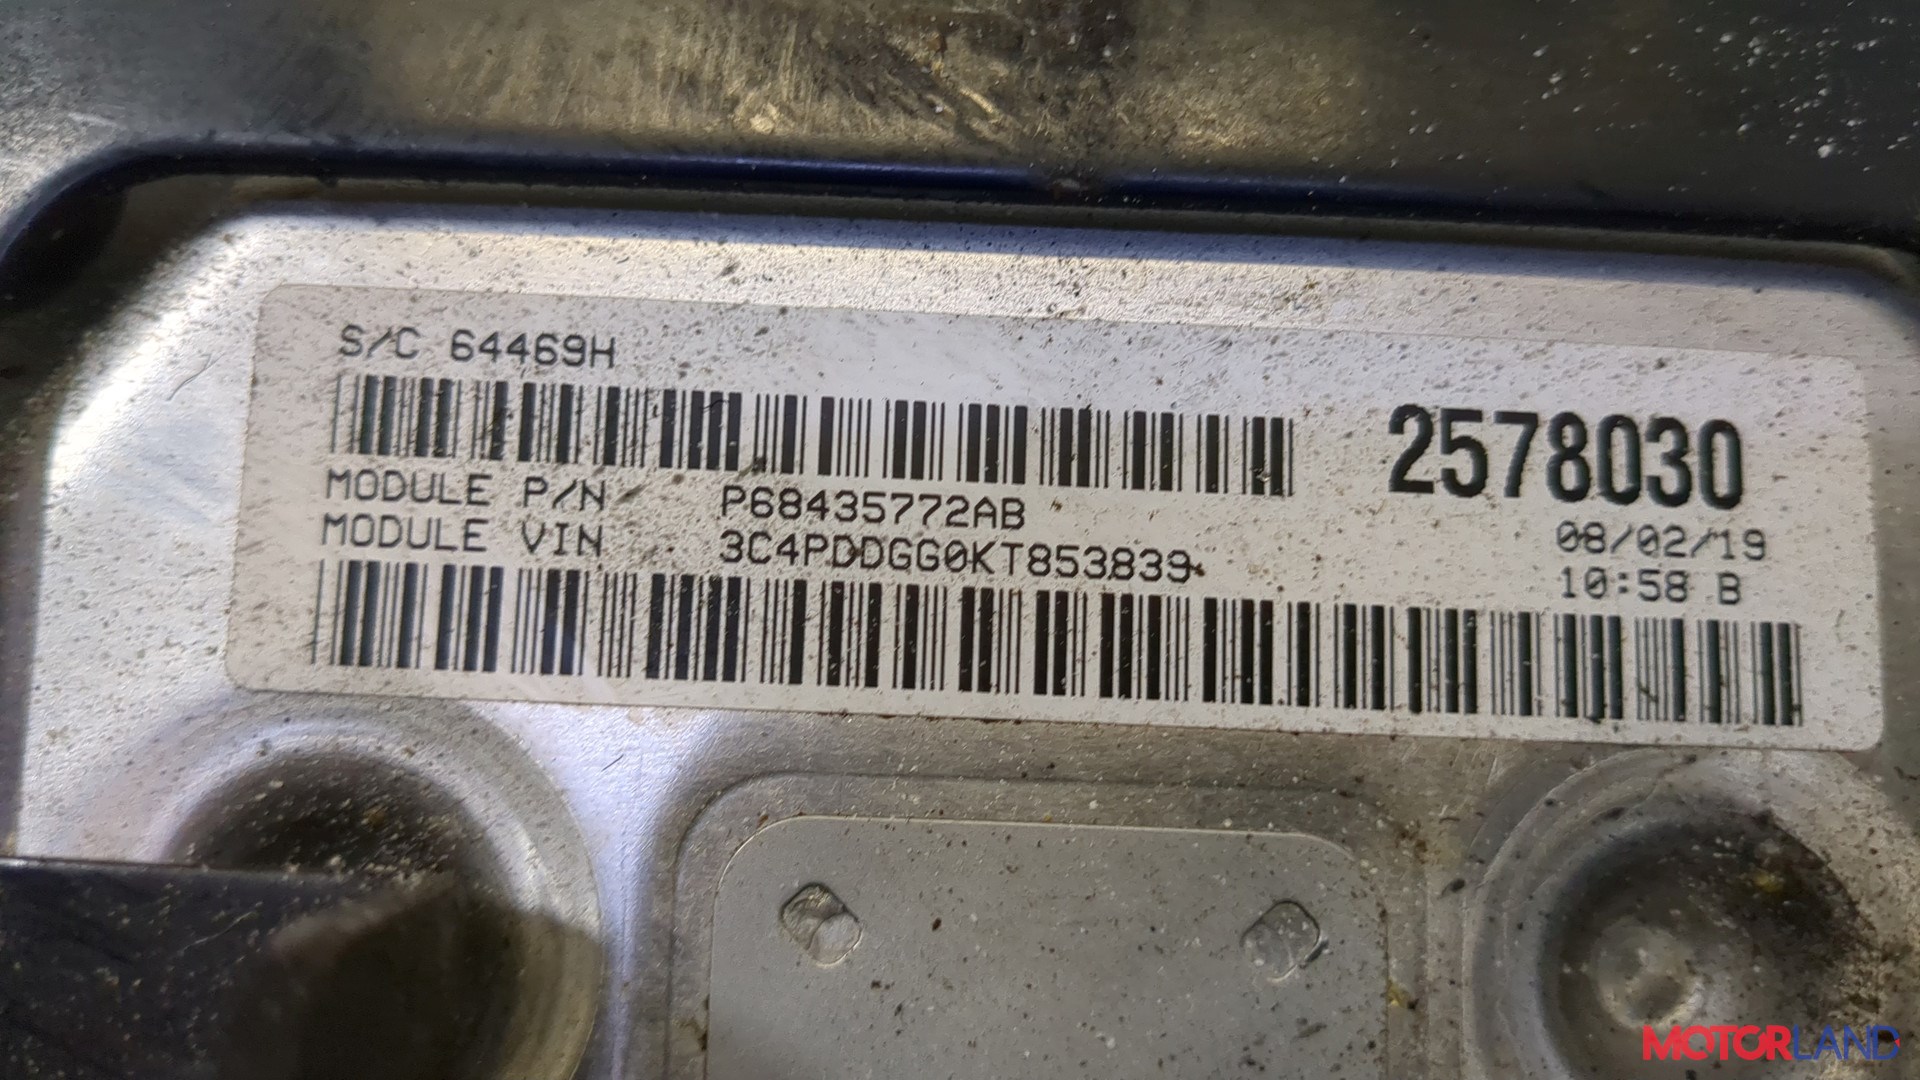 S/C 64469H
2578030
MODULE P/N P68435772AB
MODULE VIN 3C4PDDGG0KT853839
08/02/19
10:58 B
MOTORLAND